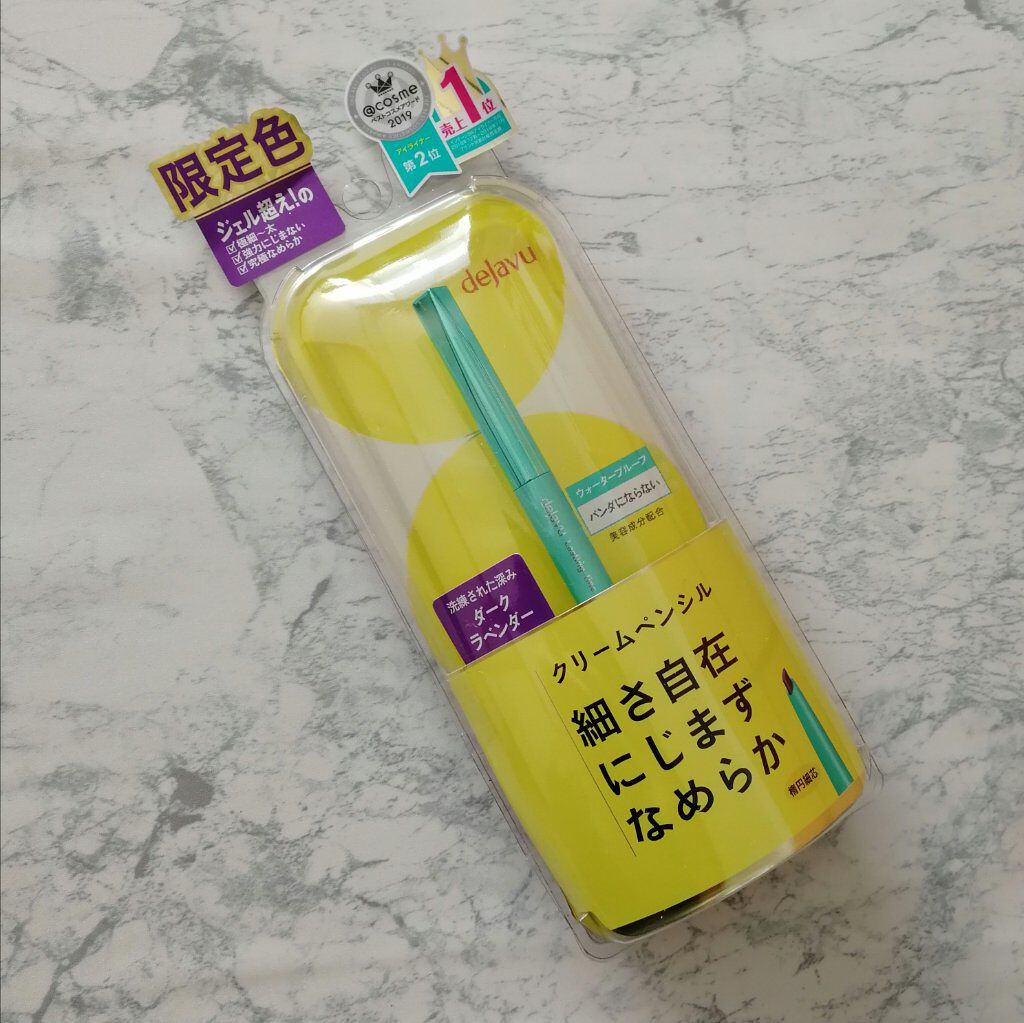 限定色
ジェル超え!の
極細~太
強力にじまない
究極なめらか
@cosme
ベストコスメアワード
2019
アイライナー
第2位
売上1位
dejavu
ウォータープルーフ
パンダにならない
美容成分配合
洗練された深み
ダーク
ラベンダー
クリームペンシル
細さ自在
にじまず
なめらか
楕円細芯